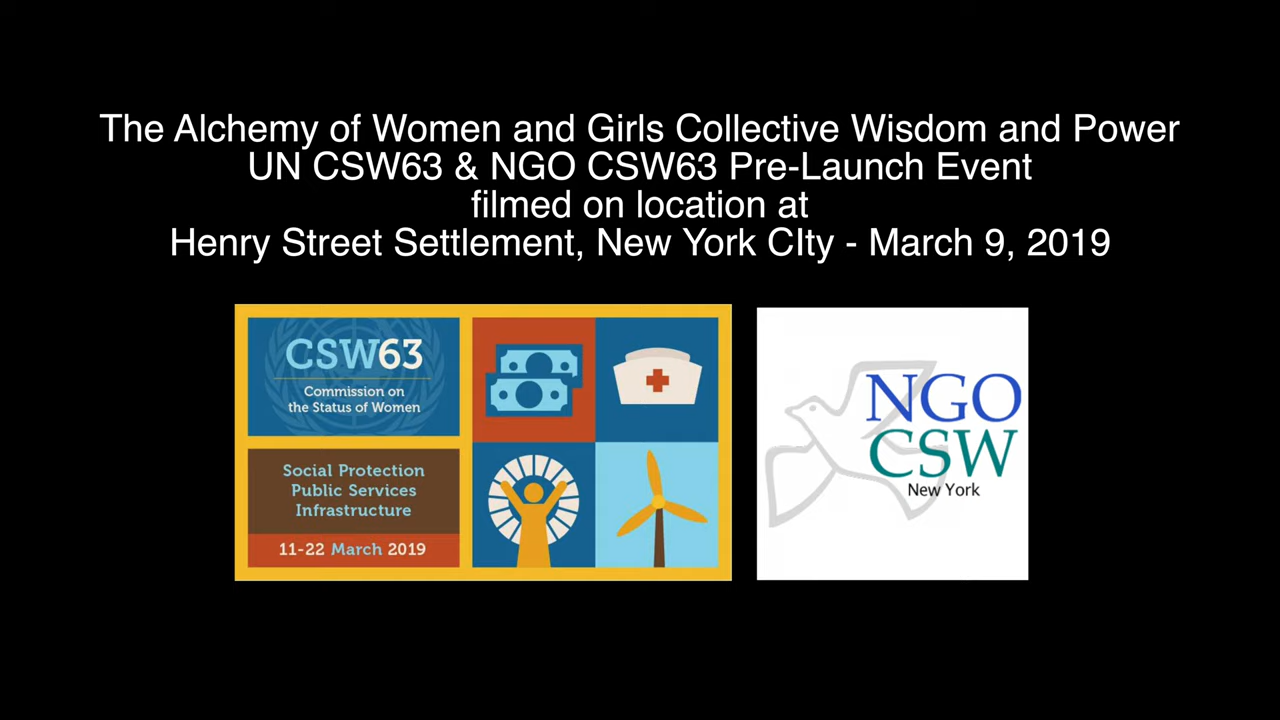 The Alchemy of Women and Girls Collective Wisdom and Power
UN CSW63 & NGO CSW63 Pre-Launch Event
filmed on location at
Henry Street Settlement, New York CIty - March 9, 2019
CSW63
Commission on
the Status of Women
Social Protection
Public Services
Infrastructure
11-22 March 2019
NGO
CSW
New York